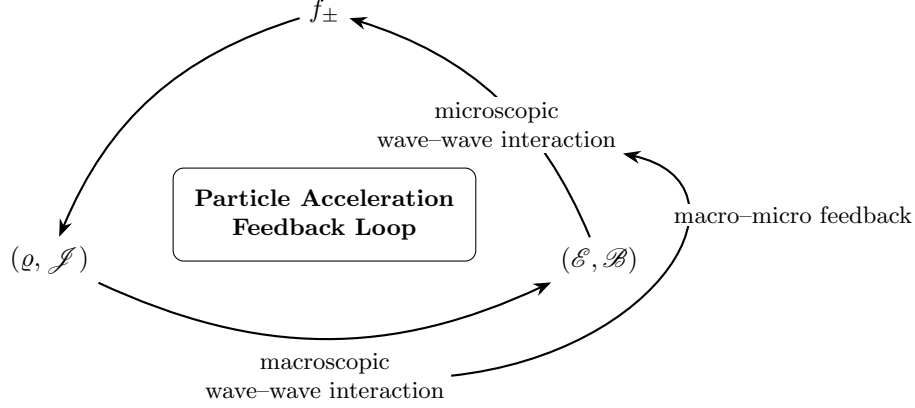 f±
microscopic
wave–wave interaction
Particle Acceleration
Feedback Loop
macro–micro feedback
(ϱ, 𝒥)
(ℰ, ℬ)
macroscopic
wave–wave interaction